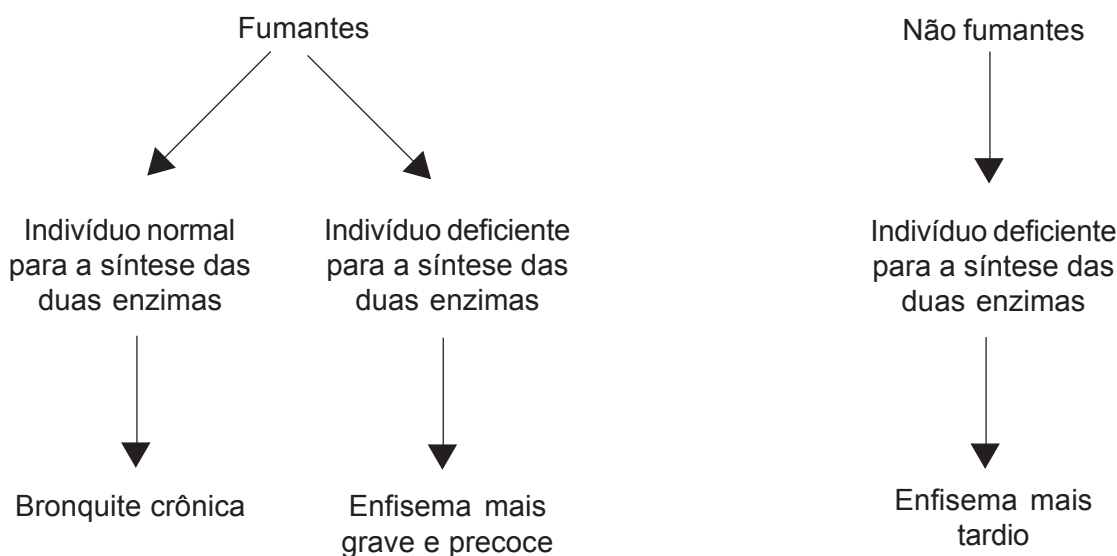 Fumantes
Não fumantes
Indivíduo normal
para a síntese das
duas enzimas
Indivíduo deficiente
para a síntese das
duas enzimas
Indivíduo deficiente
para a síntese das
duas enzimas
Bronquite crônica
Enfisema mais
grave e precoce
Enfisema mais
tardio